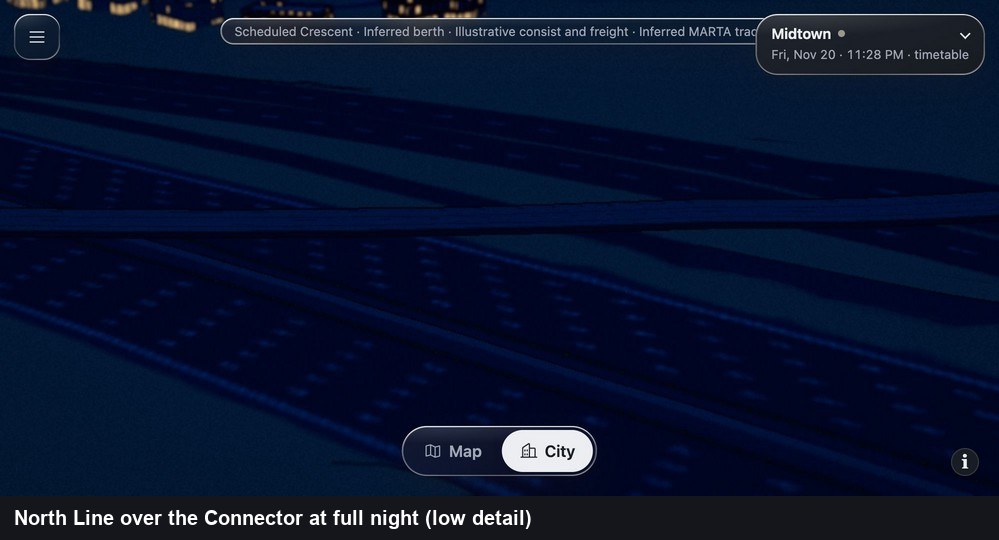 Scheduled Crescent · Inferred berth · Illustrative consist and freight · Inferred MARTA
Midtown
Fri, Nov 20 · 11:28 PM · timetable
Map
City
i
North Line over the Connector at full night (low detail)